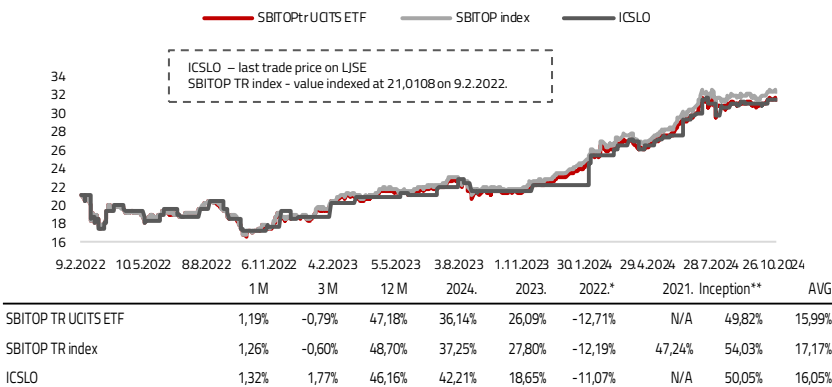 SBITOPtr UCITS ETF SBITOP index ICSLO
ICSLO – last trade price on LJSE
SBITOP TR index - value indexed at 21,0108 on 9.2.2022.
34
32
30
28
26
24
22
20
18
16
9.2.2022 10.5.2022 8.8.2022 6.11.2022 4.2.2023 5.5.2023 3.8.2023 1.11.2023 30.1.2024 29.4.2024 28.7.2024 26.10.2024
1 M 3 M 12 M 2024. 2023. 2022.* 2021. Inception** AVG
SBITOP TR UCITS ETF 1,19% -0,79% 47,18% 36,14% 26,09% -12,71% N/A 49,82% 15,99%
SBITOP TR index 1,26% -0,60% 48,70% 37,25% 27,80% -12,19% 47,24% 54,03% 17,17%
ICSLO 1,32% 1,77% 46,16% 42,21% 18,65% -11,07% N/A 50,05% 16,05%